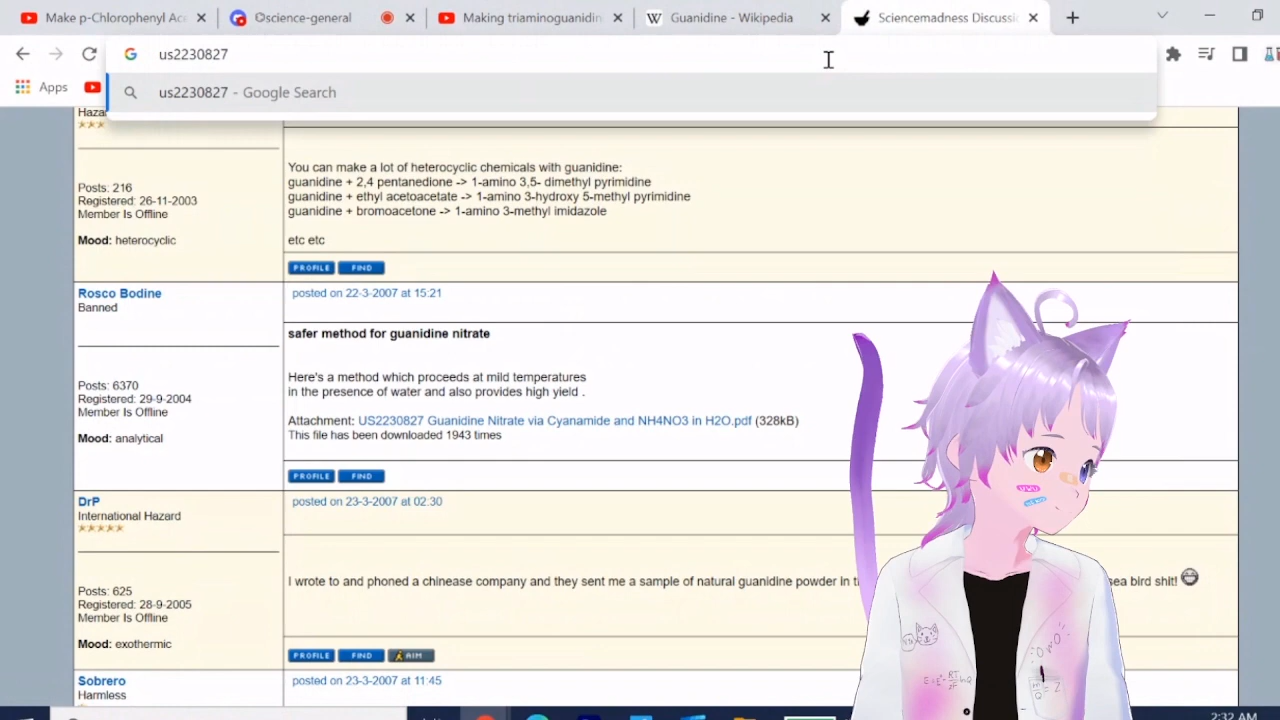 Make p-Chlorophenyl Ac
science-general
Making triaminoguanidin
Guanidine - Wikipedia
Sciencemadness Discussi
us2230827
Apps
us2230827 - Google Search
Haza
You can make a lot of heterocyclic chemicals with guanidine:
Posts: 216
guanidine + 2,4 pentanedione -> 1-amino 3,5- dimethyl pyrimidine
Registered: 26-11-2003
guanidine + ethyl acetoacetate -> 1-amino 3-hydroxy 5-methyl pyrimidine
Member Is Offline
guanidine + bromoacetone -> 1-amino 3-methyl imidazole
Mood: heterocyclic
etc etc
PROFILE FIND
Rosco Bodine
posted on 22-3-2007 at 15:21
Banned
safer method for guanidine nitrate
Here's a method which proceeds at mild temperatures
in the presence of water and also provides high yield .
Posts: 6370
Registered: 29-9-2004
Member Is Offline
Attachment: US2230827 Guanidine Nitrate via Cyanamide and NH4NO3 in H2O.pdf (328kB)
This file has been downloaded 1943 times
Mood: analytical
PROFILE FIND
DrP
posted on 23-3-2007 at 02:30
International Hazard
I wrote to and phoned a chinease company and they sent me a sample of natural guanidine powder in t
sea bird shit!
Posts: 625
Registered: 28-9-2005
Member Is Offline
Mood: exothermic
PROFILE FIND AIM
Sobrero
posted on 23-3-2007 at 11:45
Harmless
2:32 AM